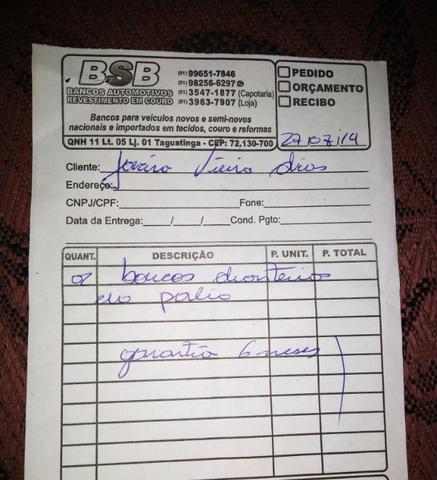 BSB
BANCOS AUTOMOTIVOS
REVESTIMENTO EM COURO
(61) 99651-7846
(61) 98256-6297
(61) 3547-1877 (Capotaria)
(61) 3963-7907 (Loja)
Bancos para veículos novos e semi-novos
nacionais e importados em tecidos, couro e reformas
QNH 11 Lt. 05 Lj. 01 Taguatinga - CEP: 72.130-700
PEDIDO
ORÇAMENTO
RECIBO
Cliente: Vieira Dias
Endereço:
CNPJ/CPF: Fone:
Data da Entrega: / / Cond. Pgto:
QUANT. DESCRIÇÃO P. UNIT. P. TOTAL
02 bancos dianteiros
do palio
garantia 6 meses